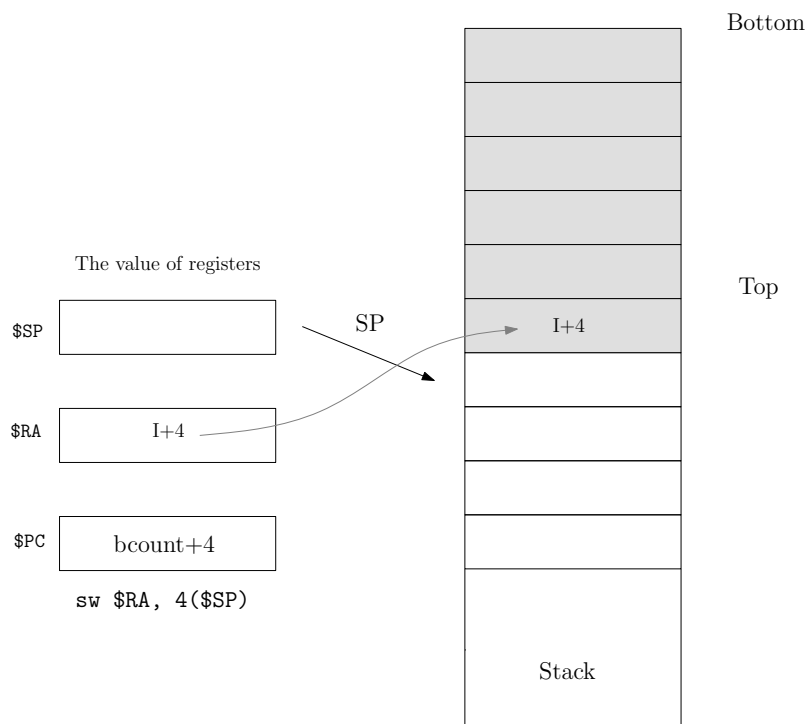 Bottom
The value of registers
Top
$SP
SP
I+4
$RA
I+4
$PC
bcount+4
sw $RA, 4($SP)
Stack